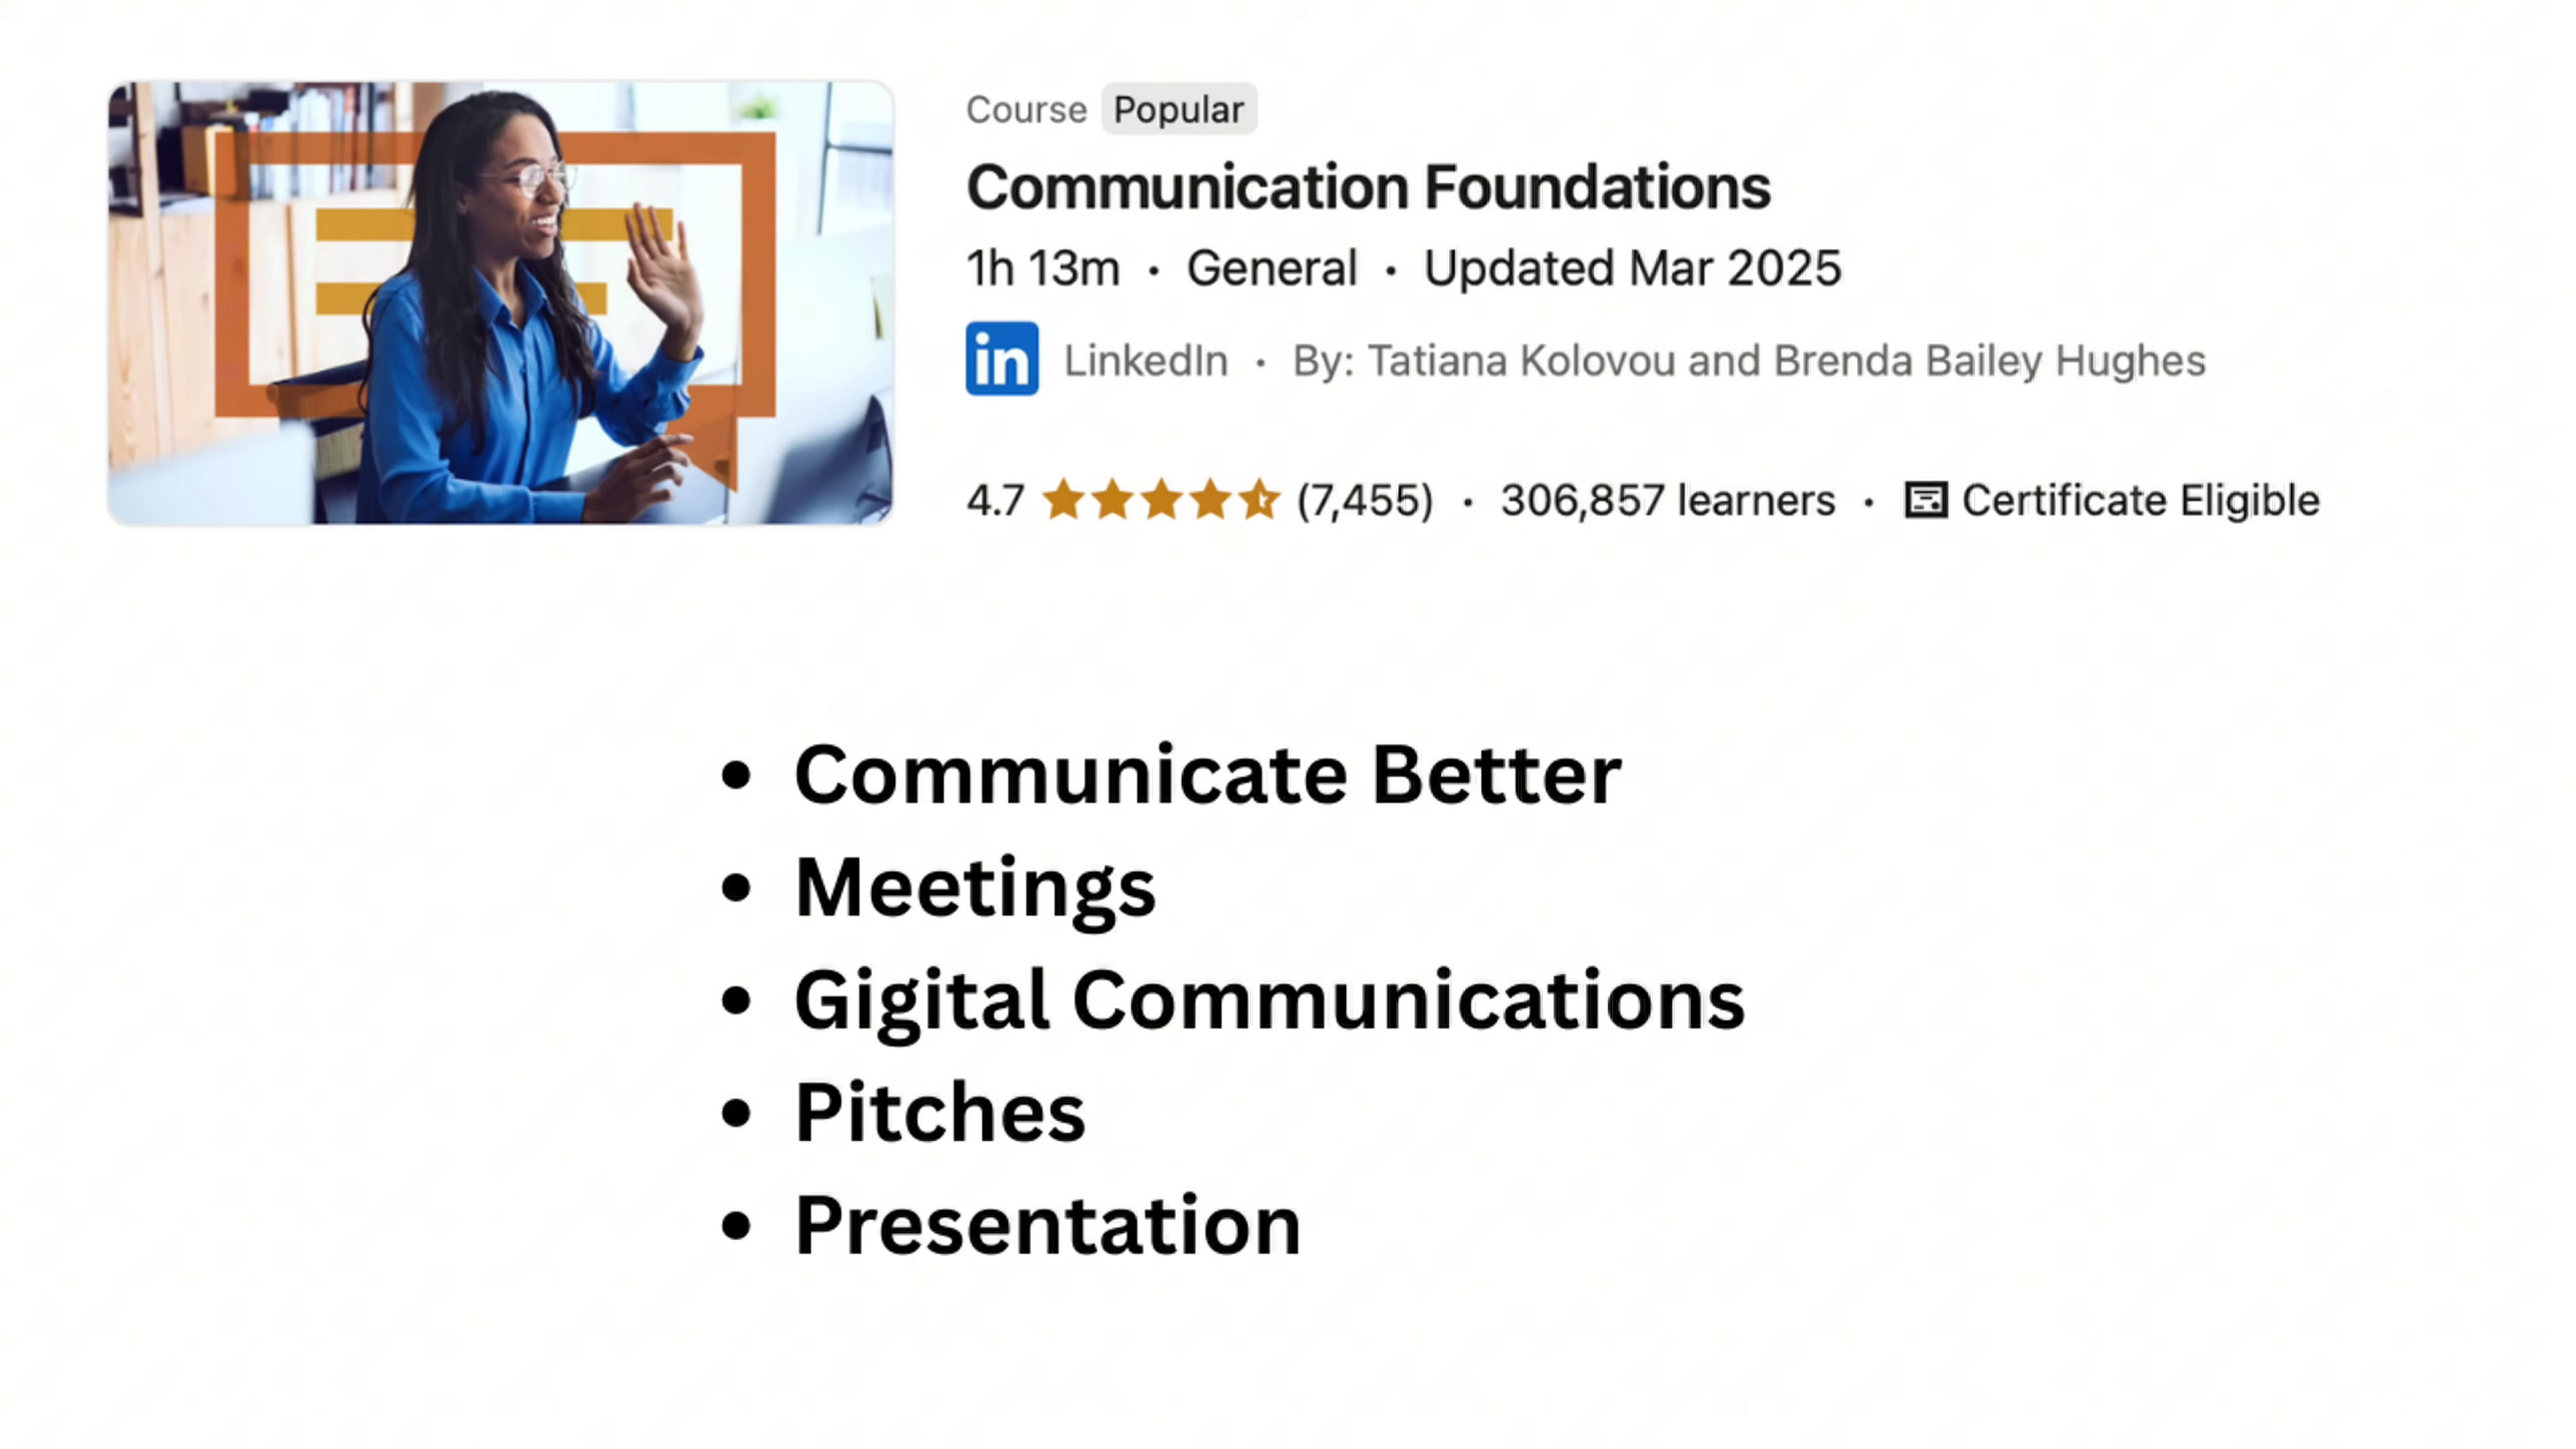 Course Popular
Communication Foundations
1h 13m · General · Updated Mar 2025
in LinkedIn · By: Tatiana Kolovou and Brenda Bailey Hughes
4.7 (7,455) · 306,857 learners · Certificate Eligible
• Communicate Better
• Meetings
• Gigital Communications
• Pitches
• Presentation